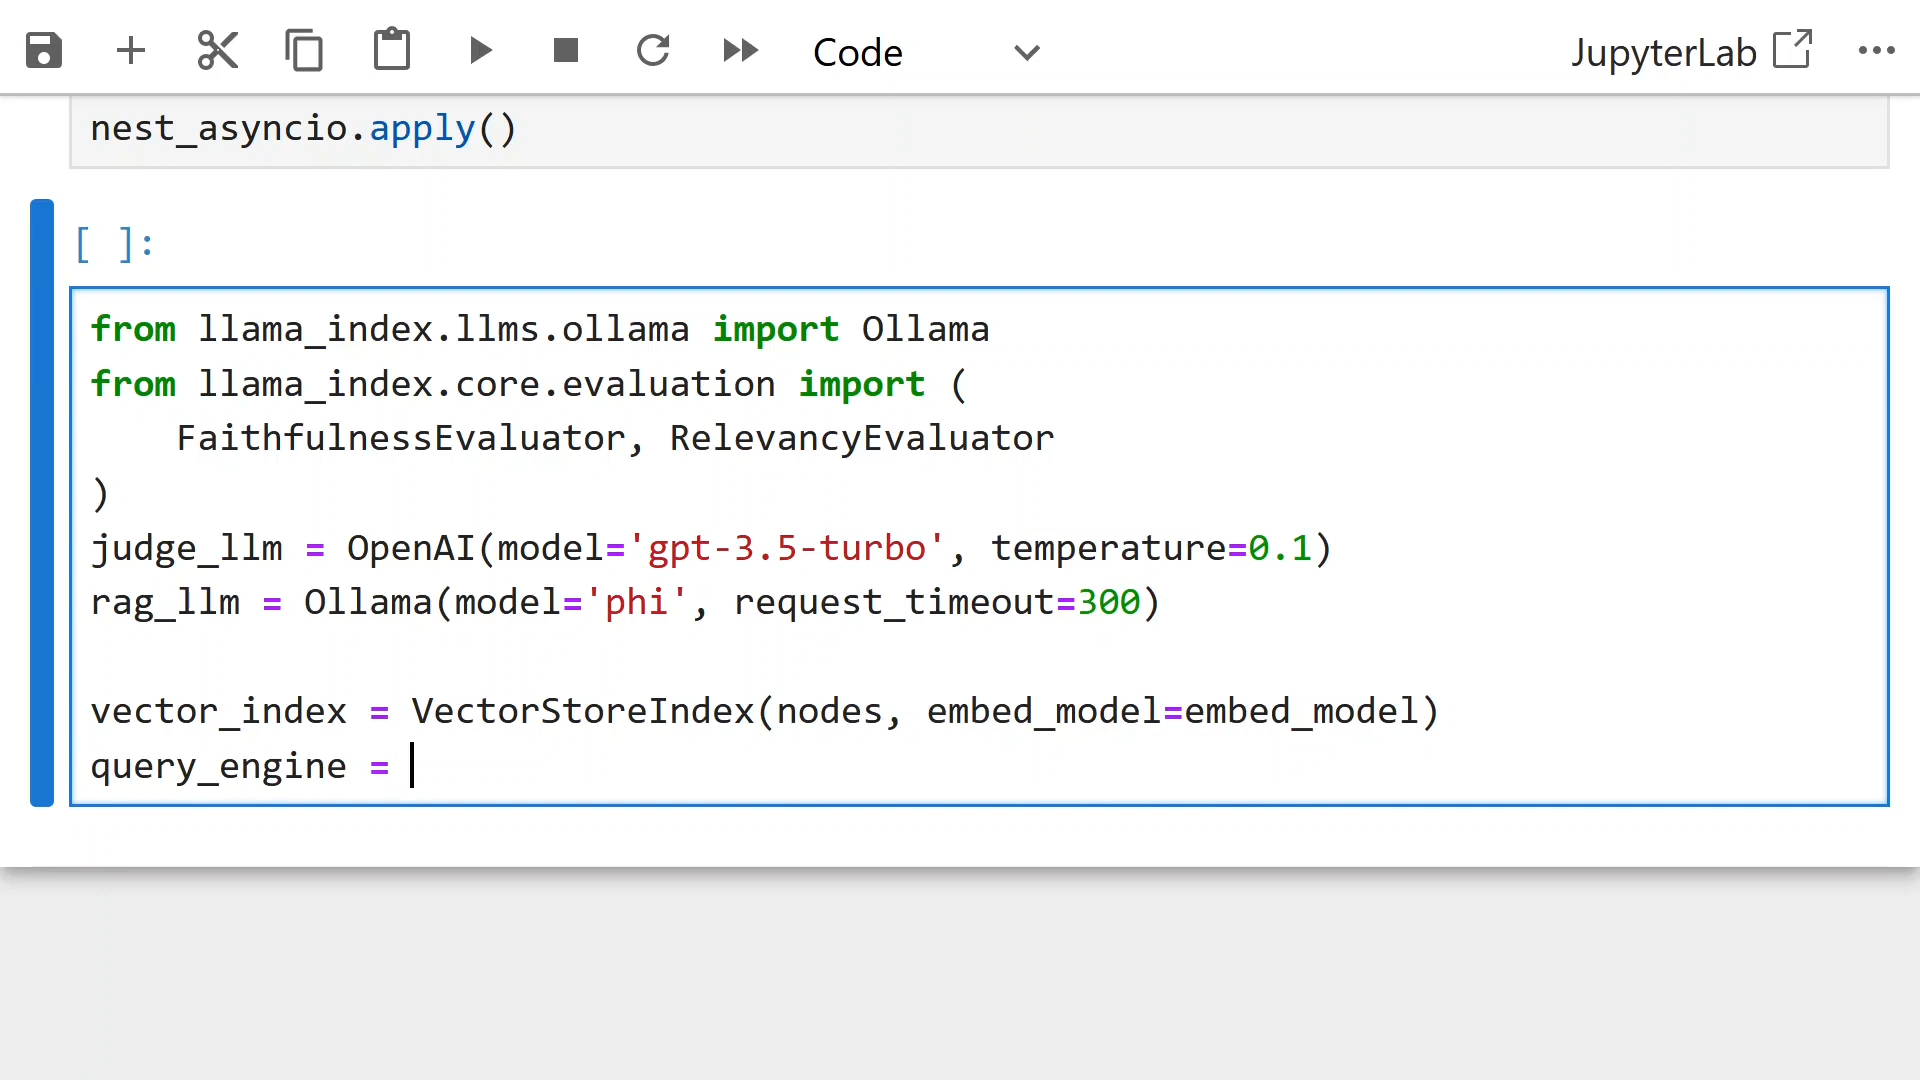 Code
JupyterLab
nest_asyncio.apply()
[ ]:
from llama_index.llms.ollama import Ollama
from llama_index.core.evaluation import (
    FaithfulnessEvaluator, RelevancyEvaluator
)
judge_llm = OpenAI(model='gpt-3.5-turbo', temperature=0.1)
rag_llm = Ollama(model='phi', request_timeout=300)

vector_index = VectorStoreIndex(nodes, embed_model=embed_model)
query_engine =